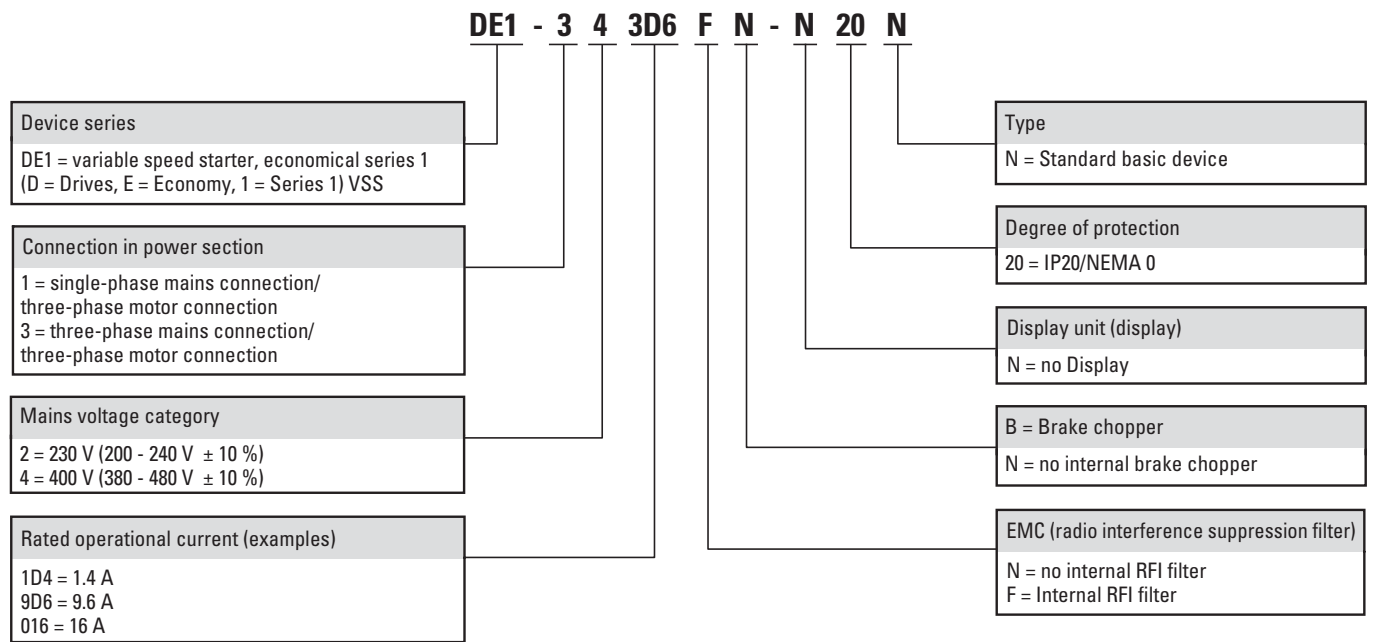 DE1 - 3 4 3D6 F N - N 20 N
Device series
DE1 = variable speed starter, economical series 1
(D = Drives, E = Economy, 1 = Series 1) VSS
Connection in power section
1 = single-phase mains connection/
three-phase motor connection
3 = three-phase mains connection/
three-phase motor connection
Mains voltage category
2 = 230 V (200 - 240 V ± 10 %)
4 = 400 V (380 - 480 V ± 10 %)
Rated operational current (examples)
1D4 = 1.4 A
9D6 = 9.6 A
016 = 16 A
Type
N = Standard basic device
Degree of protection
20 = IP20/NEMA 0
Display unit (display)
N = no Display
B = Brake chopper
N = no internal brake chopper
EMC (radio interference suppression filter)
N = no internal RFI filter
F = Internal RFI filter